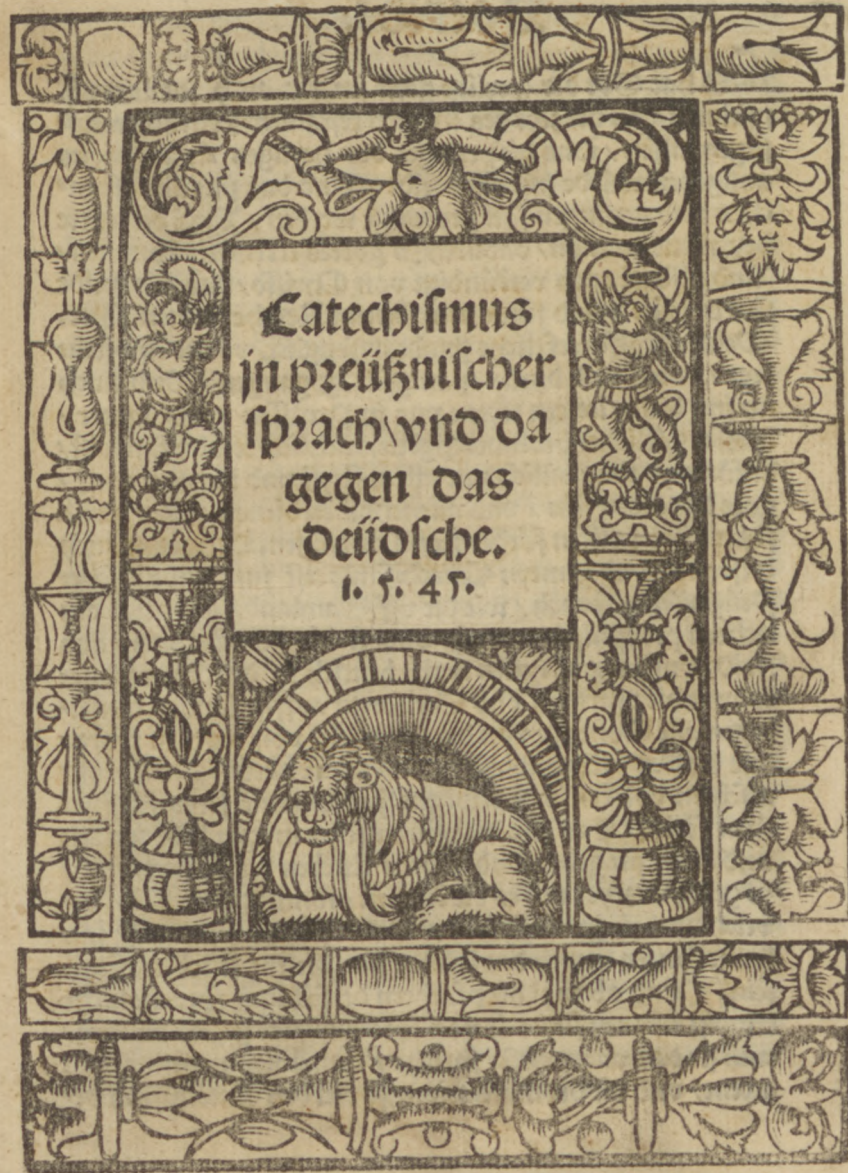 Catechiſmus
jn preüßniſcher
ſprach\vnd da
gegen das
deüdſche.
1. 5. 45.